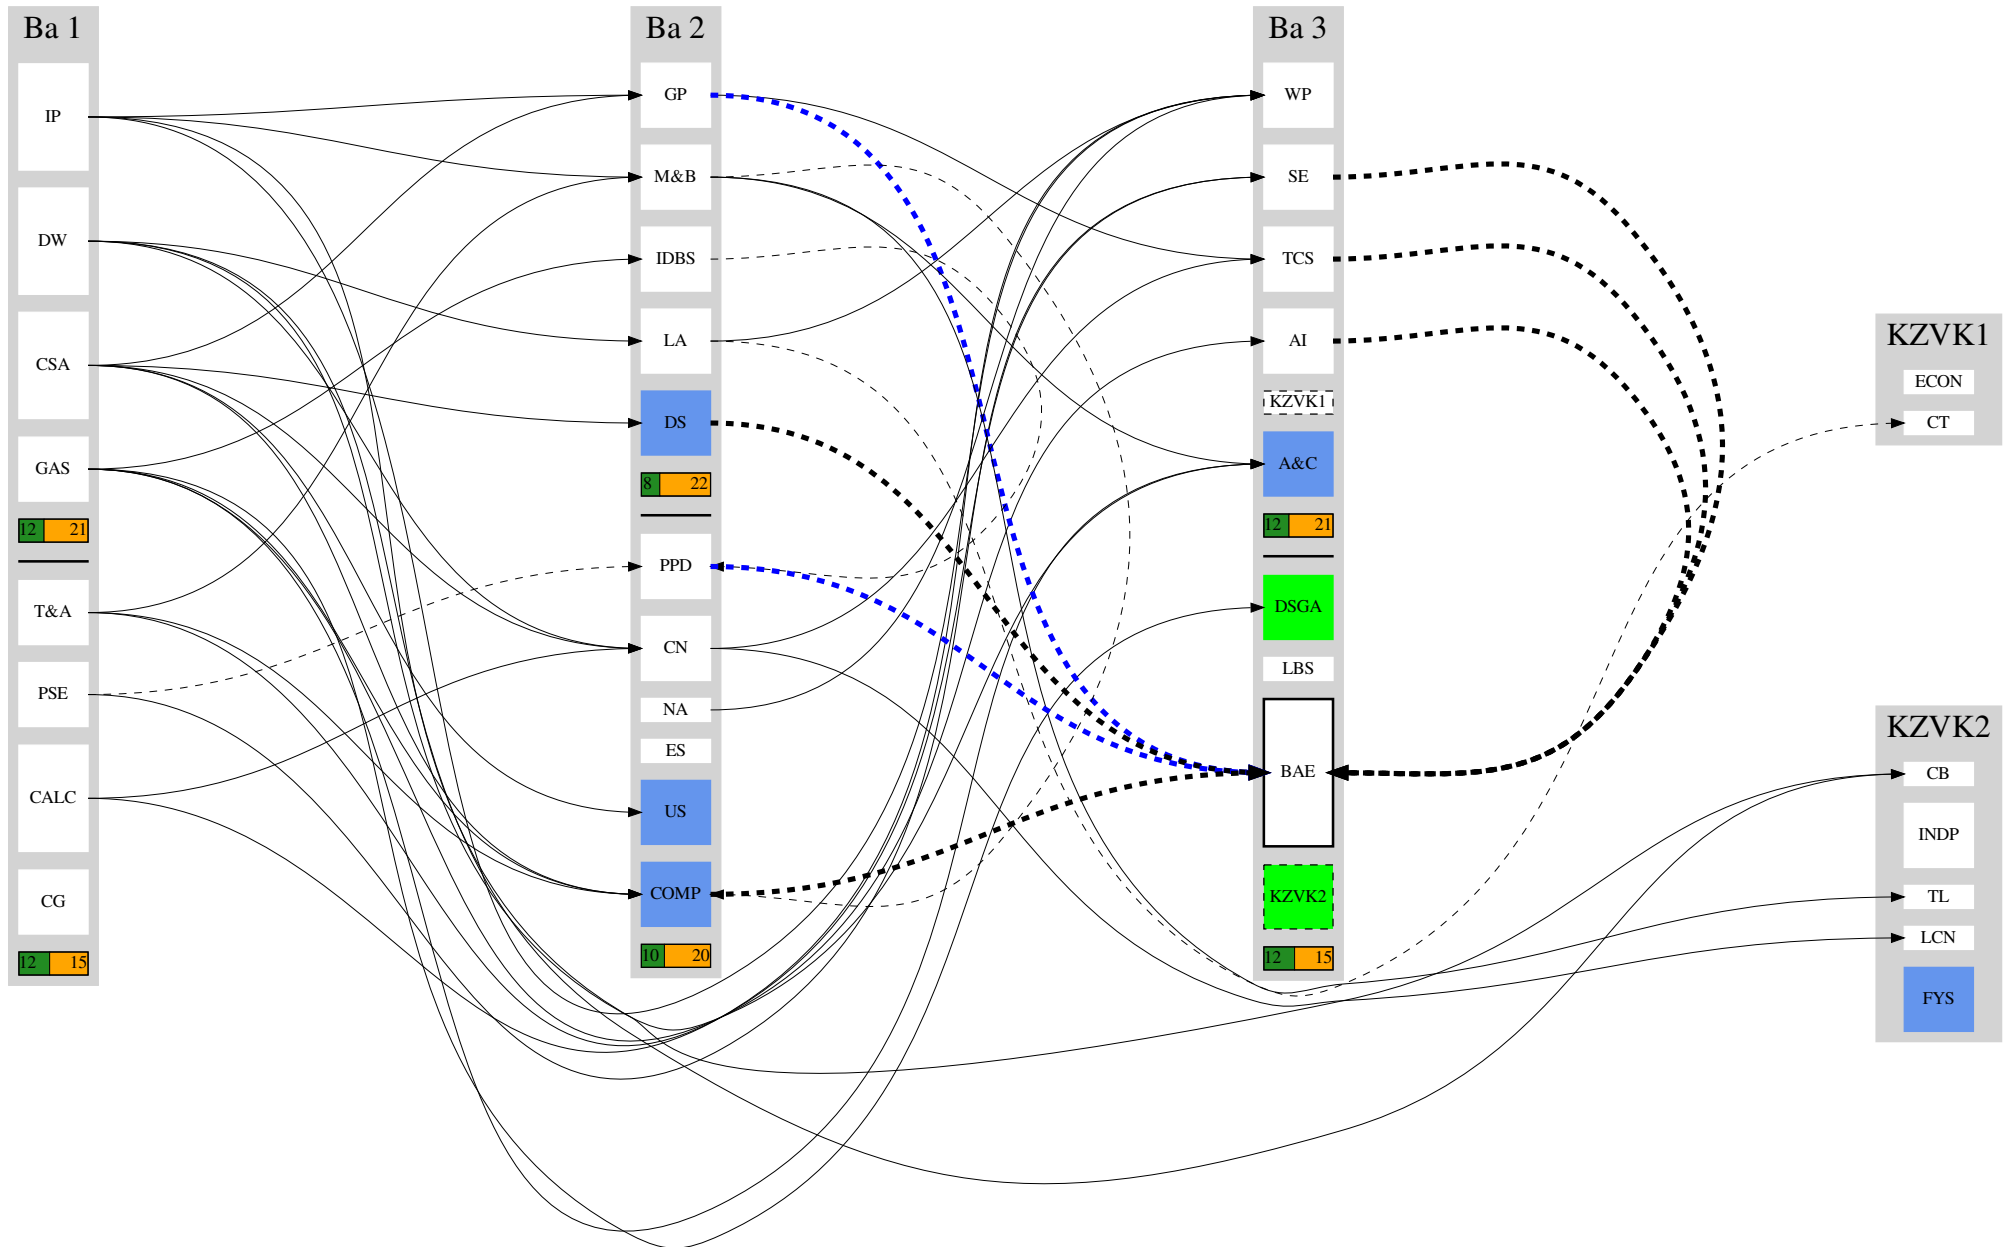 Ba 1
IP
DW
CSA
GAS
12 21
T&A
PSE
CALC
CG
12 15
Ba 2
GP
M&B
IDBS
LA
DS
8 22
PPD
CN
NA
ES
US
COMP
10 20
Ba 3
WP
SE
TCS
AI
KZVK1
A&C
12 21
DSGA
LBS
BAE
KZVK2
12 15
KZVK1
ECON
CT
KZVK2
CB
INDP
TL
LCN
FYS